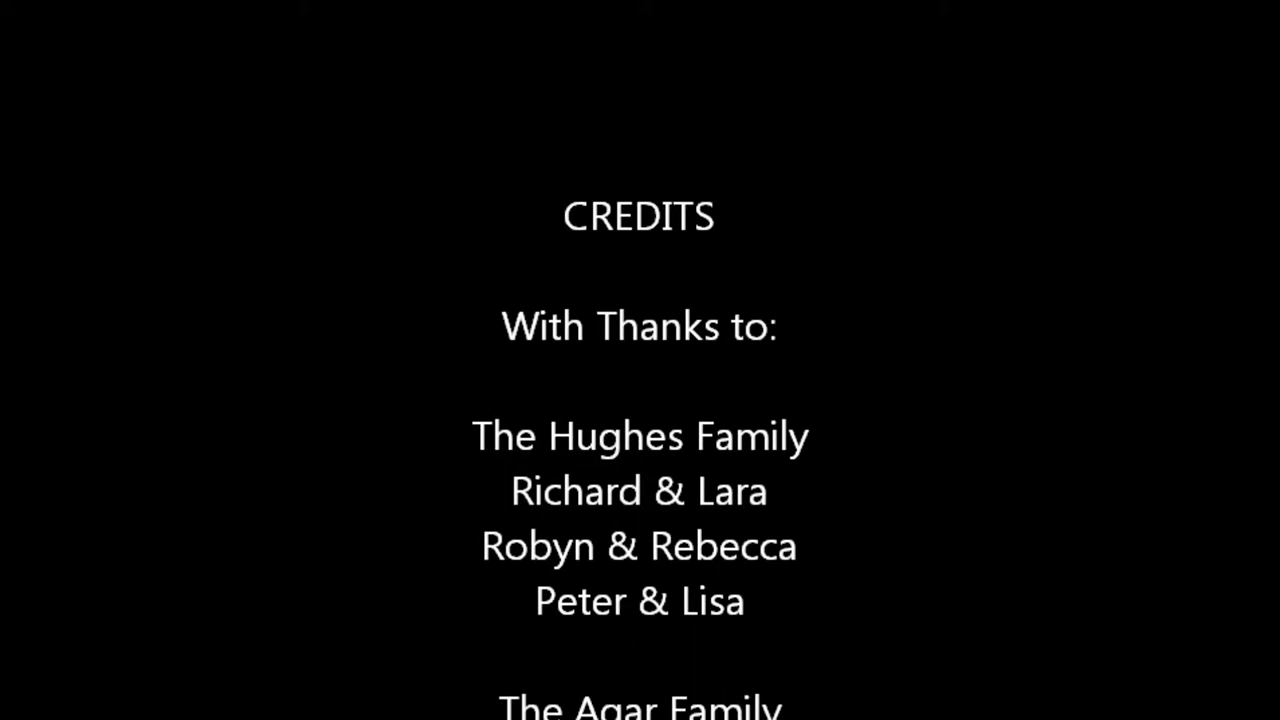 CREDITS
With Thanks to:
The Hughes Family
Richard & Lara
Robyn & Rebecca
Peter & Lisa
The Agar Family